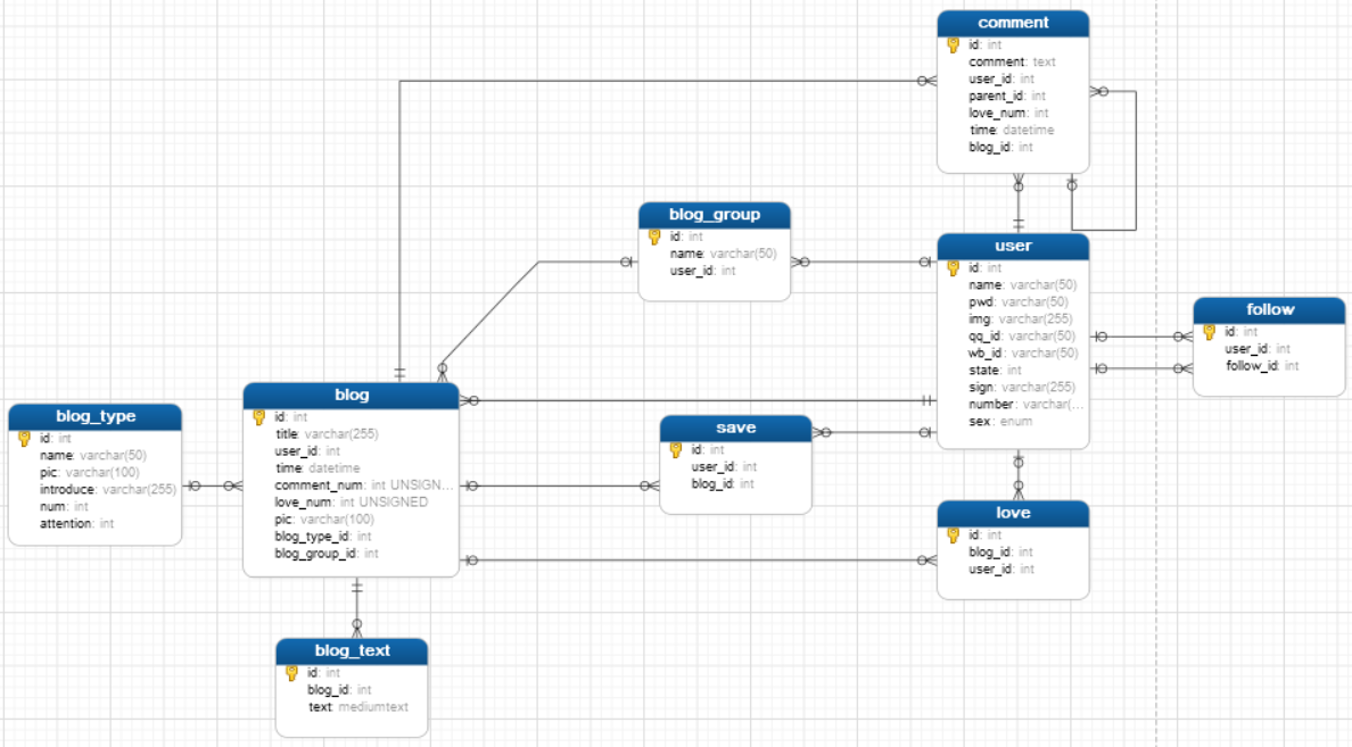 comment
id: int
comment: text
user_id: int
parent_id: int
love_num: int
time: datetime
blog_id: int
blog_group
id: int
name: varchar(50)
user_id: int
user
id: int
name: varchar(50)
pwd: varchar(50)
img: varchar(255)
qq_id: varchar(50)
wb_id: varchar(50)
state: int
sign: varchar(255)
number: varchar(...
sex: enum
follow
id: int
user_id: int
follow_id: int
blog_type
id: int
name: varchar(50)
pic: varchar(100)
introduce: varchar(255)
num: int
attention: int
blog
id: int
title: varchar(255)
user_id: int
time: datetime
comment_num: int UNSIGN...
love_num: int UNSIGNED
pic: varchar(100)
blog_type_id: int
blog_group_id: int
save
id: int
user_id: int
blog_id: int
love
id: int
blog_id: int
user_id: int
blog_text
id: int
blog_id: int
text: mediumtext